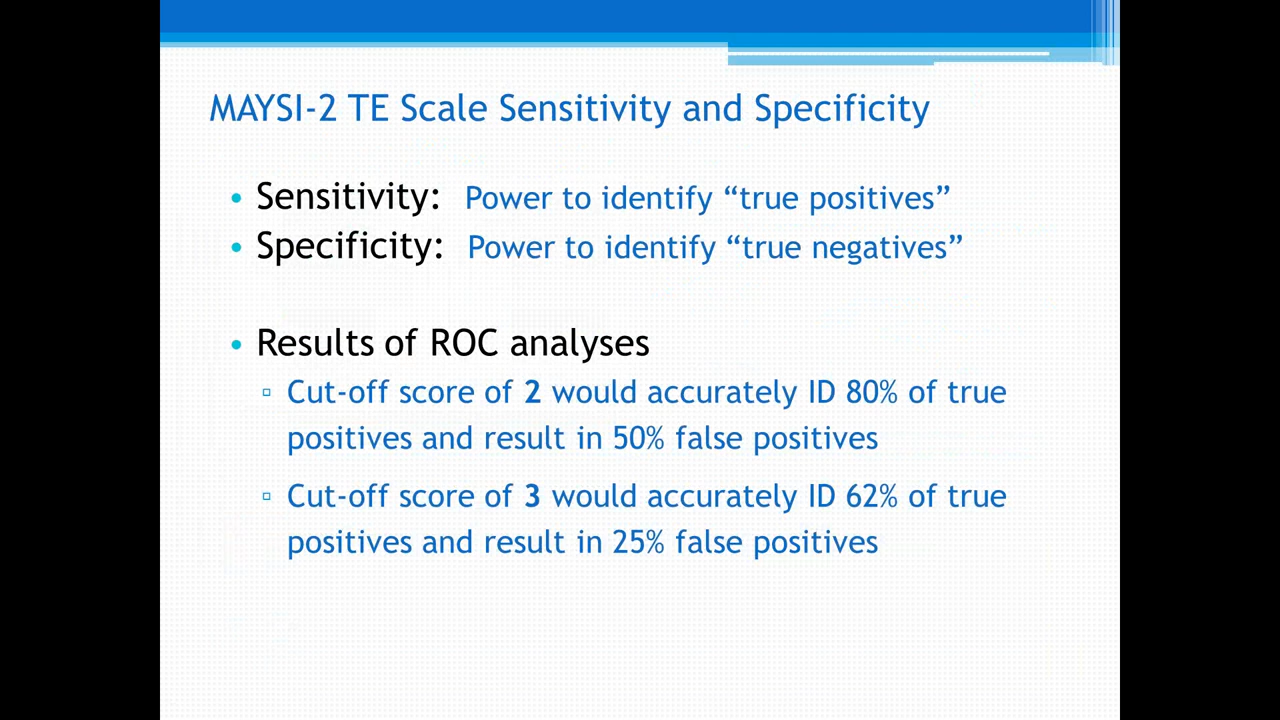 MAYSI-2 TE Scale Sensitivity and Specificity
• Sensitivity: Power to identify “true positives”
• Specificity: Power to identify “true negatives”
• Results of ROC analyses
▫ Cut-off score of 2 would accurately ID 80% of true
positives and result in 50% false positives
▫ Cut-off score of 3 would accurately ID 62% of true
positives and result in 25% false positives